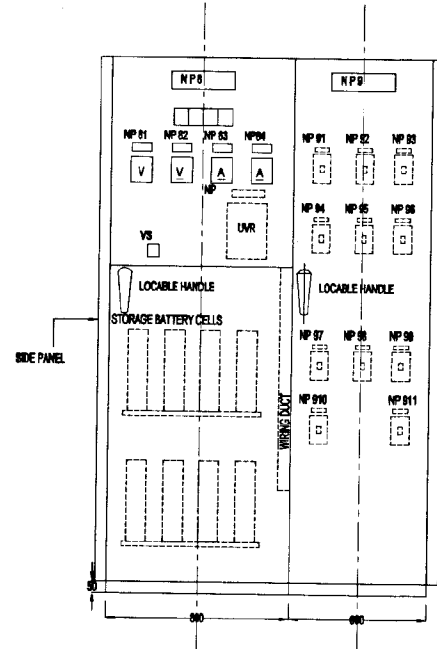 NP8 NP9
NP 81 NP 82 NP 83 NP84 NP 91 NP 92 NP 93
V V A A
NP
NP 94 NP 95 NP 96
UVR
VS
LOCABLE HANDLE LOCABLE HANDLE
STORAGE BATTERY CELLS
NP 97 NP 98 NP 99
SIDE PANEL
NP 910 NP 911
WIRING DUCT
50